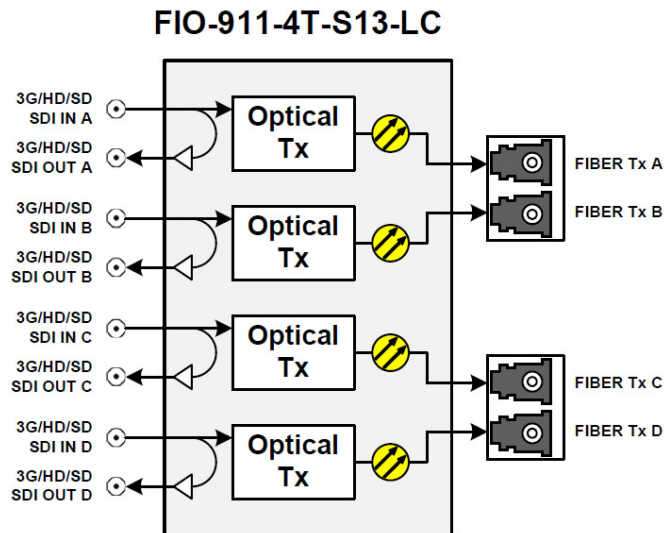 FIO-911-4T-S13-LC
3G/HD/SD
SDI IN A
3G/HD/SD
SDI OUT A
Optical
Tx
FIBER Tx A
3G/HD/SD
SDI IN B
3G/HD/SD
SDI OUT B
Optical
Tx
FIBER Tx B
3G/HD/SD
SDI IN C
3G/HD/SD
SDI OUT C
Optical
Tx
FIBER Tx C
3G/HD/SD
SDI IN D
3G/HD/SD
SDI OUT D
Optical
Tx
FIBER Tx D